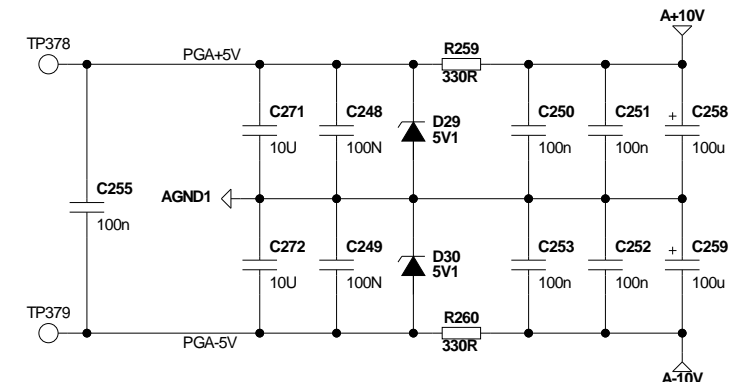 A+10V
TP378
PGA+5V
R259
330R
C271
10U
C248
100N
D29
5V1
C250
100n
C251
100n
+
C258
100u
C255
100n
AGND1
C272
10U
C249
100N
D30
5V1
C253
100n
C252
100n
+
C259
100u
TP379
PGA-5V
R260
330R
A-10V